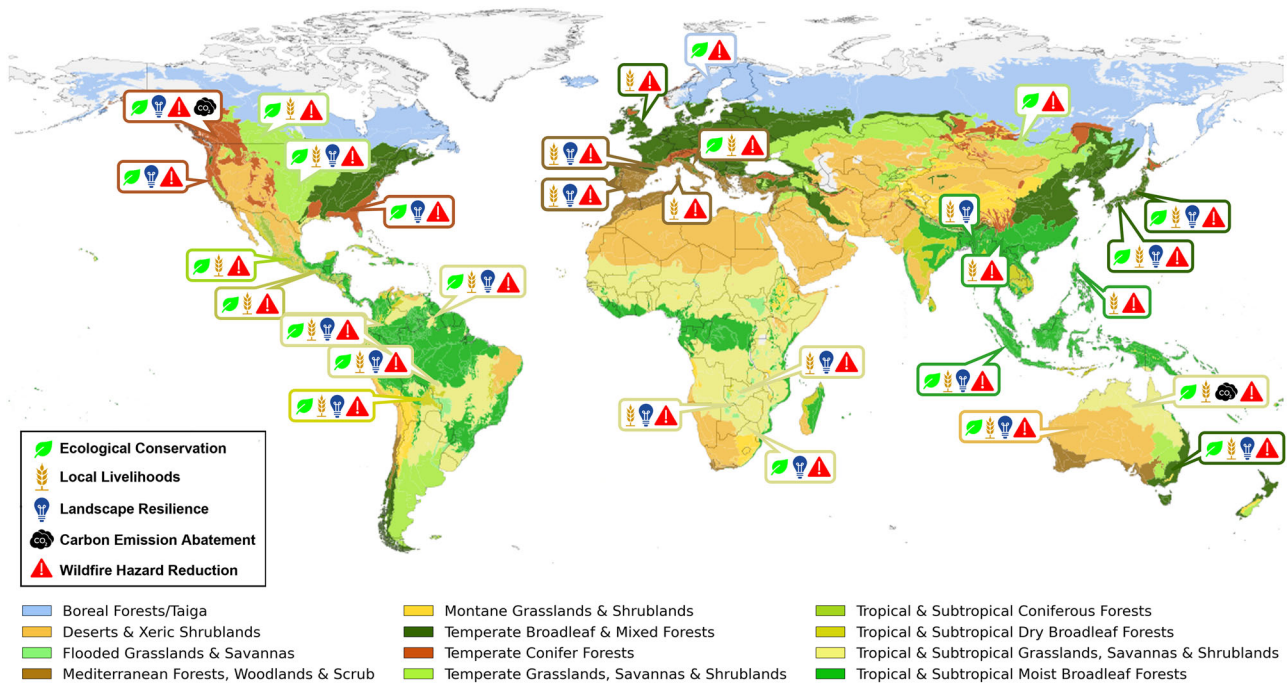 CO₂
CO₂
Ecological Conservation
Local Livelihoods
Landscape Resilience
CO₂ Carbon Emission Abatement
Wildfire Hazard Reduction
Boreal Forests/Taiga
Deserts & Xeric Shrublands
Flooded Grasslands & Savannas
Mediterranean Forests, Woodlands & Scrub
Montane Grasslands & Shrublands
Temperate Broadleaf & Mixed Forests
Temperate Conifer Forests
Temperate Grasslands, Savannas & Shrublands
Tropical & Subtropical Coniferous Forests
Tropical & Subtropical Dry Broadleaf Forests
Tropical & Subtropical Grasslands, Savannas & Shrublands
Tropical & Subtropical Moist Broadleaf Forests